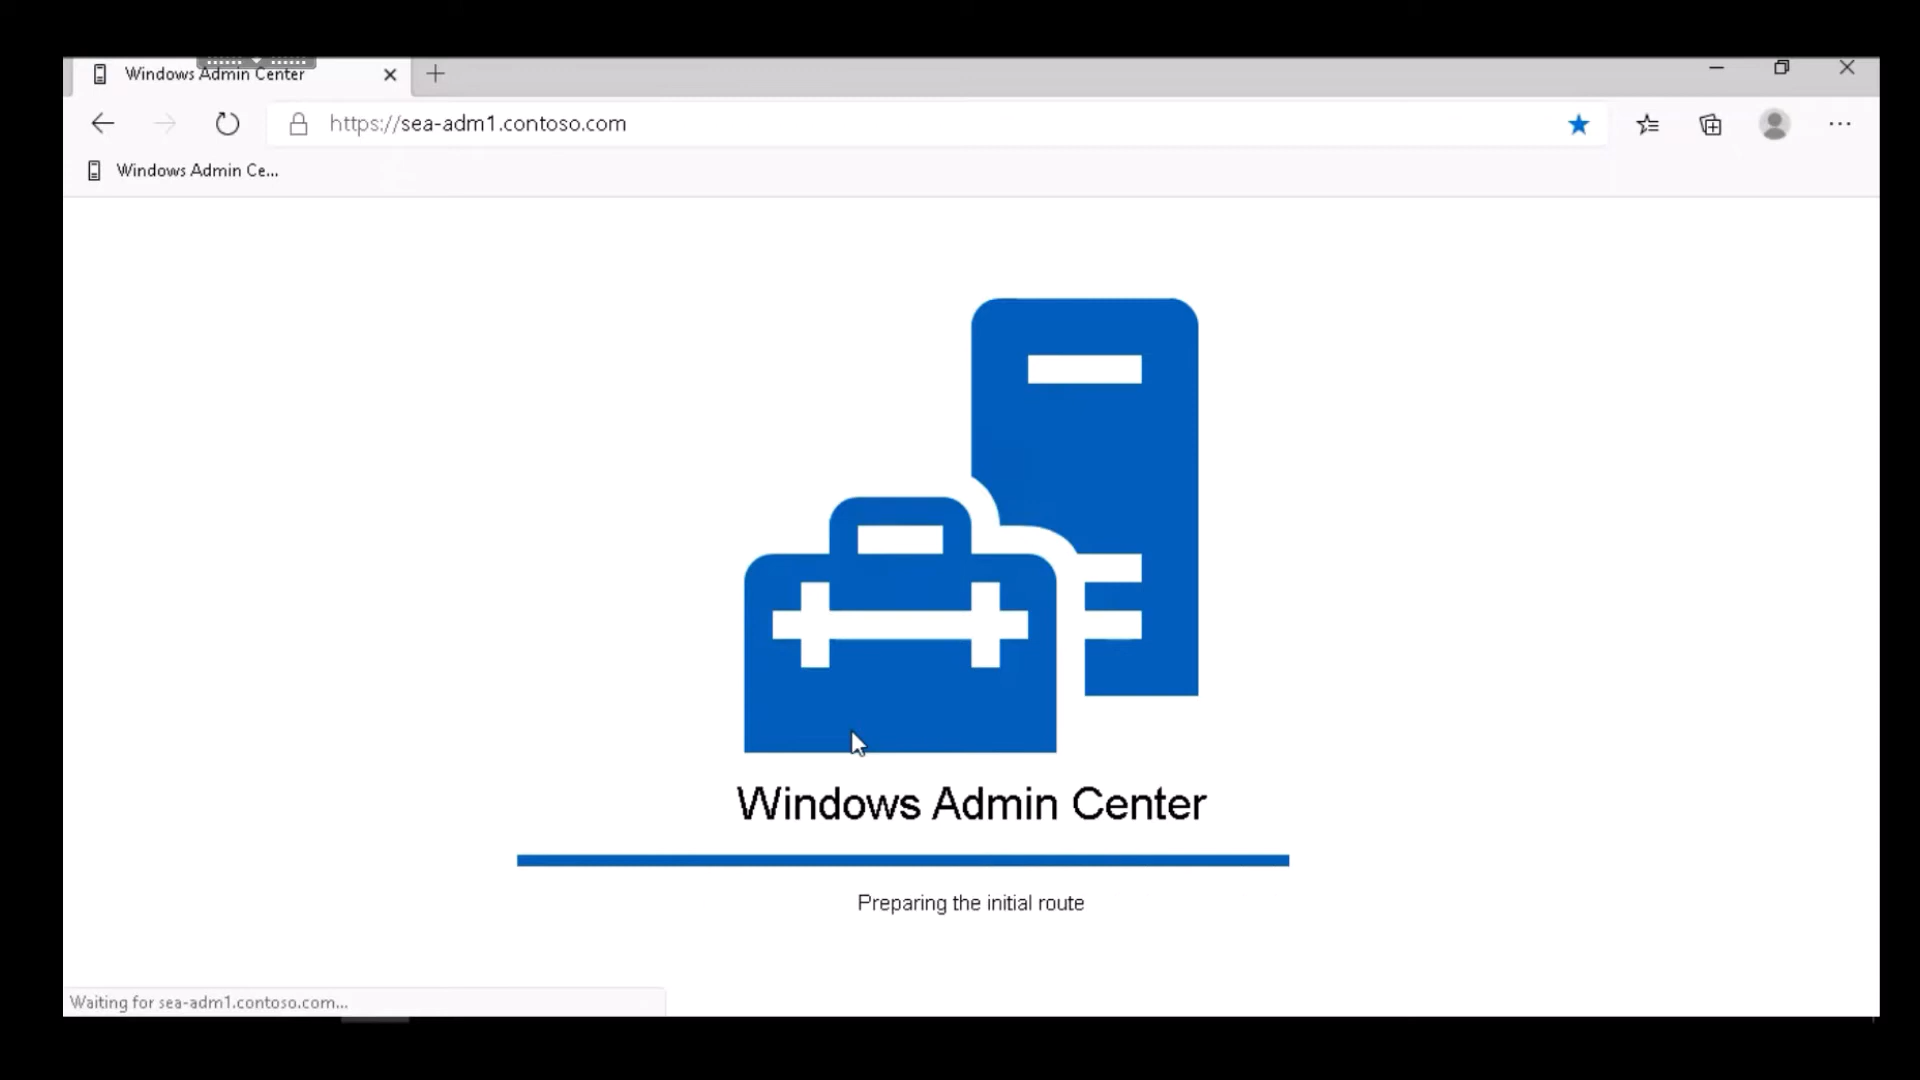 Windows Admin Center
https://sea-adm1.contoso.com
Windows Admin Ce...
Windows Admin Center
Preparing the initial route
Waiting for sea-adm1.contoso.com...